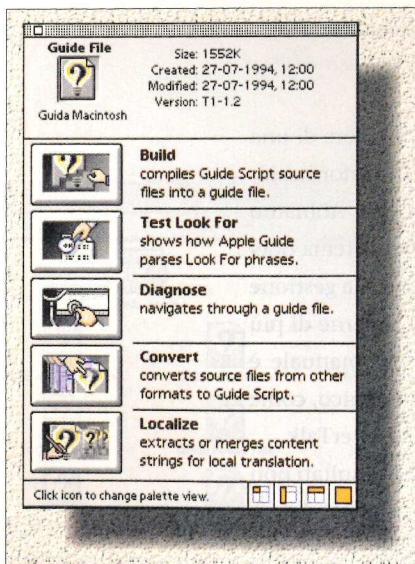 Guide File
Guida Macintosh
Size: 1552K
Created: 27-07-1994, 12:00
Modified: 27-07-1994, 12:00
Version: T1-1.2
Build
compiles Guide Script source
files into a guide file.
Test Look For
shows how Apple Guide
parses Look For phrases.
Diagnose
navigates through a guide file.
Convert
converts source files from other
formats to Guide Script.
Localize
extracts or merges content
strings for local translation.
Click icon to change palette view.